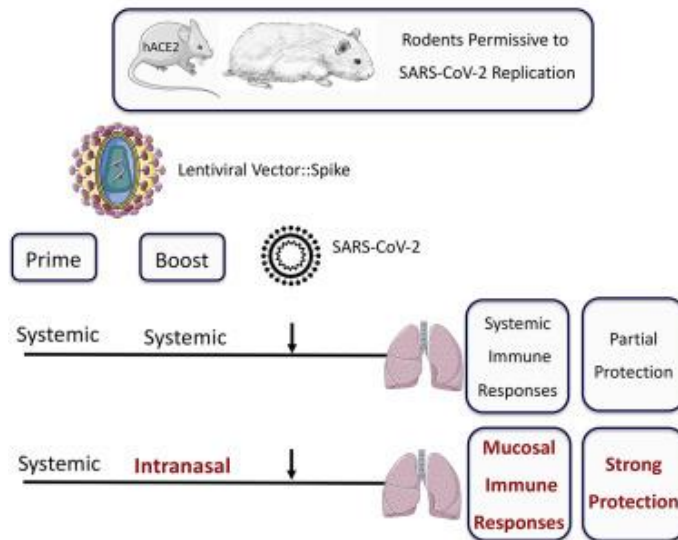 hACE2
Rodents Permissive to
SARS-CoV-2 Replication
Lentiviral Vector::Spike
Prime
Boost
SARS-CoV-2
Systemic
Systemic
Systemic
Immune
Responses
Partial
Protection
Systemic
Intranasal
Mucosal
Immune
Responses
Strong
Protection